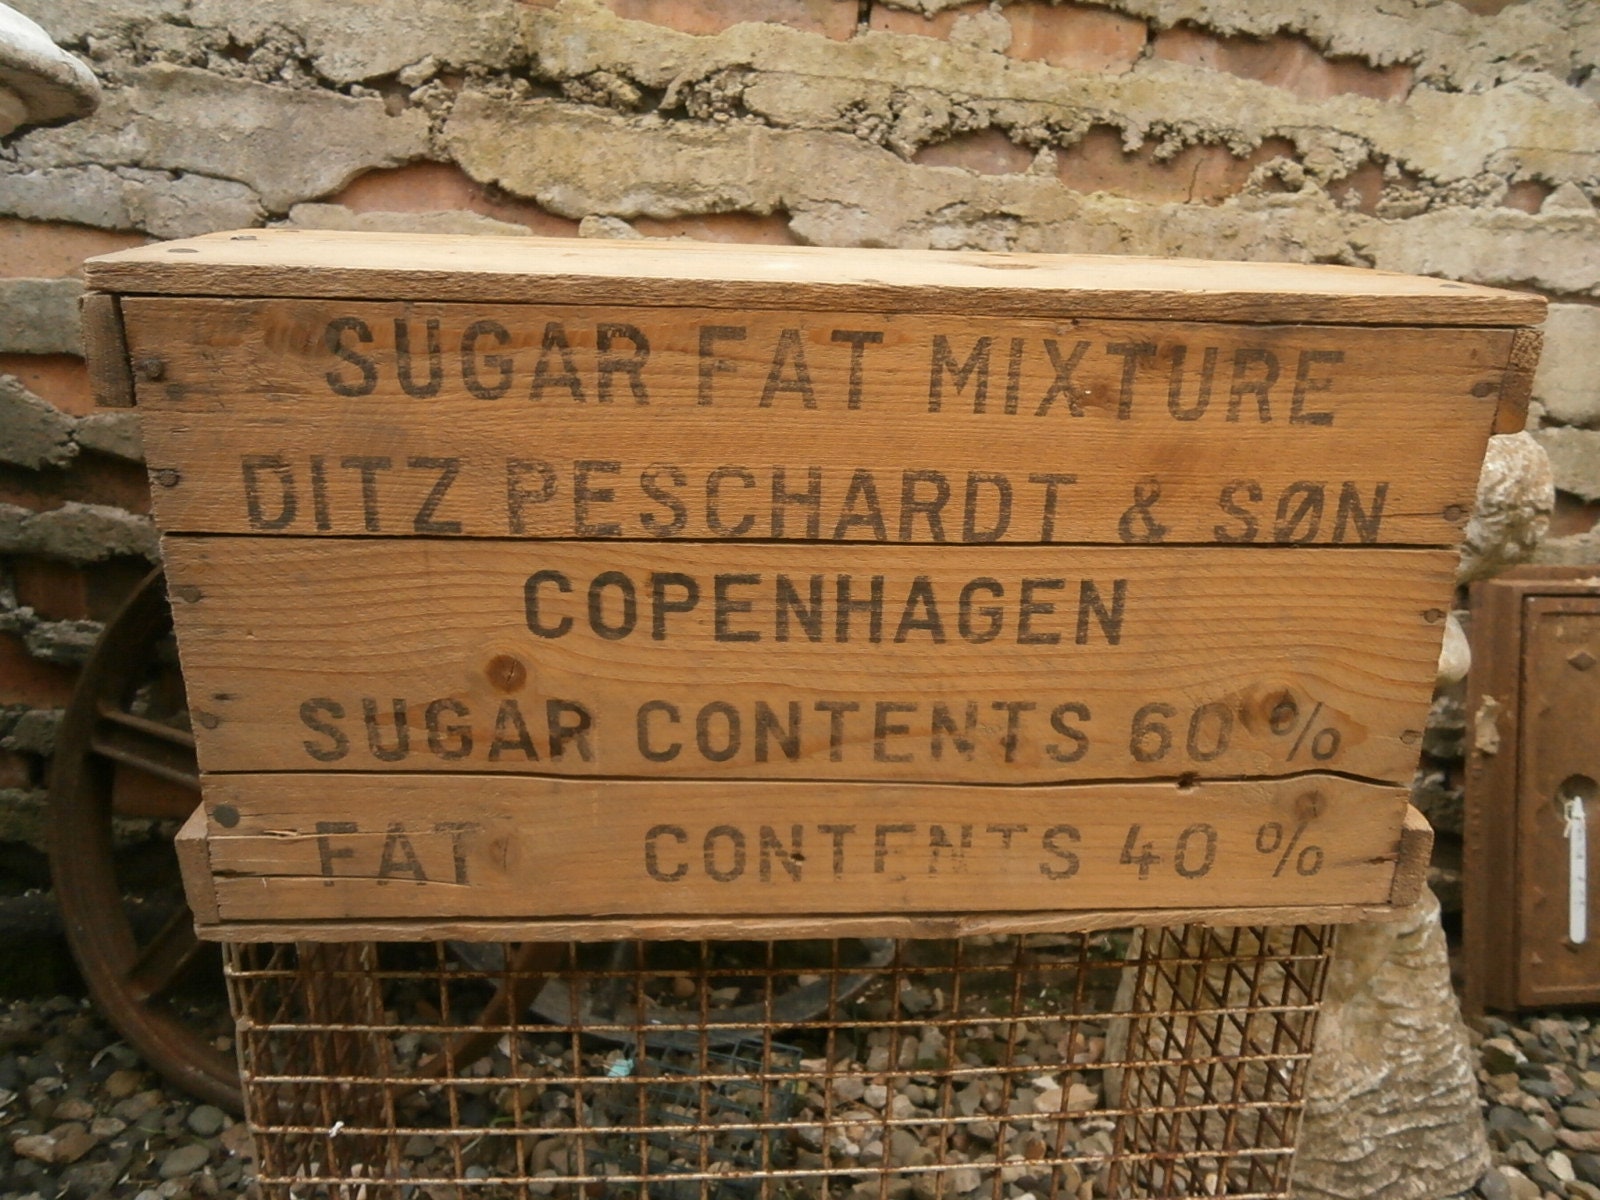 SUGAR FAT MIXTURE
DITZ PESCHARDT & SØN
COPENHAGEN
SUGAR CONTENTS 60 %
FAT CONTENTS 40 %